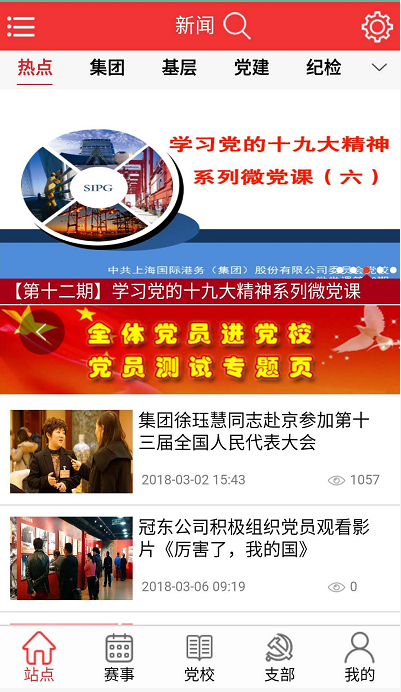 新闻
热点 集团 基层 党建 纪检
学习党的十九大精神
系列微党课（六）
SIPG
中共上海国际港务（集团）股份有限公司委员会党校
【第十二期】学习党的十九大精神系列微党课
全体党员进党校
党员测试专题页
集团徐珏慧同志赴京参加第十
三届全国人民代表大会
2018-03-02 15:43 1057
冠东公司积极组织党员观看影
片《厉害了，我的国》
2018-03-06 09:19 0
站点 赛事 党校 支部 我的